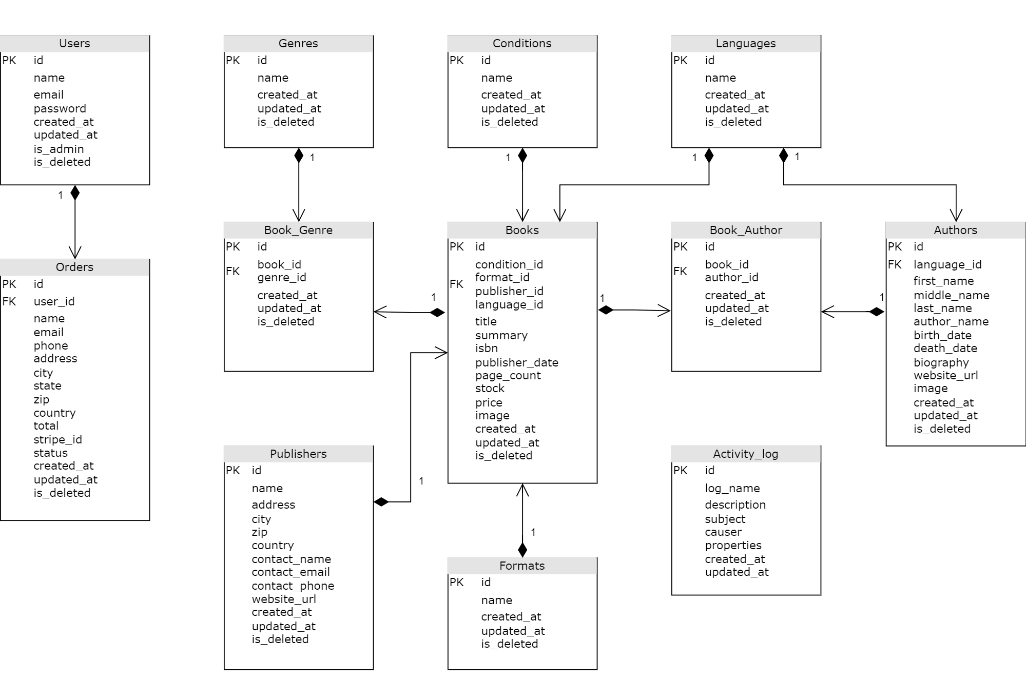 Users
PK id
name
email
password
created_at
updated_at
is_admin
is_deleted
1
Genres
PK id
name
created_at
updated_at
is_deleted
1
Conditions
PK id
name
created_at
updated_at
is_deleted
1
Languages
PK id
name
created_at
updated_at
is_deleted
1
1
Orders
PK id
FK user_id
name
email
phone
address
city
state
zip
country
total
stripe_id
status
created_at
updated_at
is_deleted
Book_Genre
PK id
book_id
FK
genre_id
created_at
updated_at
is_deleted
1
Books
PK id
condition_id
format_id
FK
publisher_id
language_id
title
summary
isbn
publisher_date
page_count
stock
price
image
created_at
updated_at
is_deleted
1
Book_Author
PK id
book_id
FK
author_id
created_at
updated_at
is_deleted
1
Authors
PK id
FK language_id
first_name
middle_name
last_name
author_name
birth_date
death_date
biography
website_url
image
created_at
updated_at
is_deleted
Publishers
PK id
name
address
city
zip
country
contact_name
contact_email
contact_phone
website_url
created_at
updated_at
is_deleted
1
1
Formats
PK id
name
created_at
updated_at
is_deleted
Activity_log
PK id
log_name
description
subject
causer
properties
created_at
updated_at